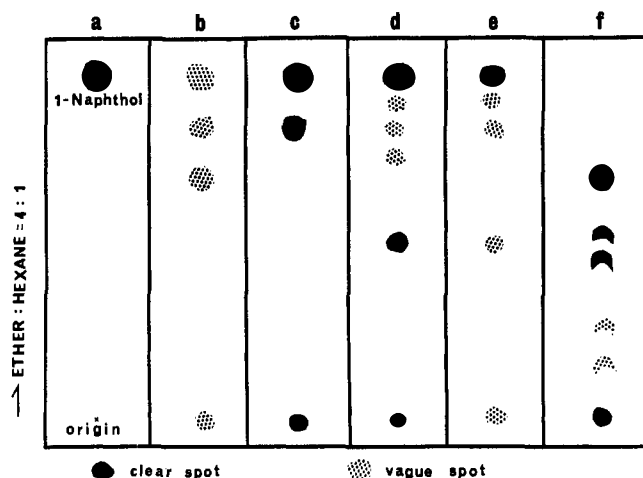 a b c d e f
1-Naphthol
→ ETHER : HEXANE = 4 : 1
x
origin
clear spot vague spot